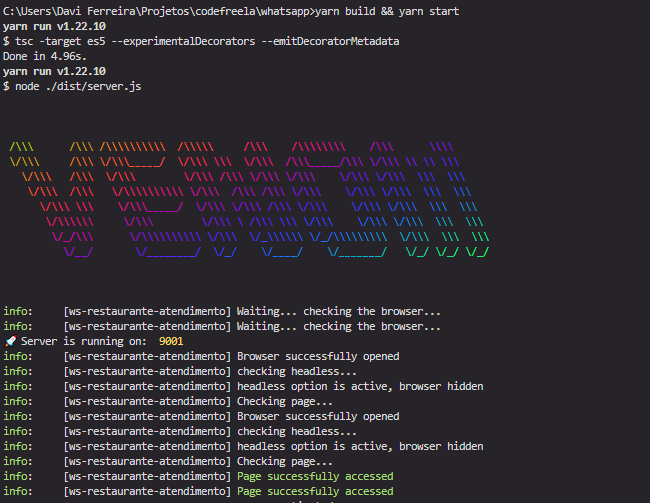 C:\Users\Davi Ferreira\Projetos\codefreela\whatsapp>yarn build && yarn start
yarn run v1.22.10
$ tsc -target es5 --experimentalDecorators --emitDecoratorMetadata
Done in 4.96s.
yarn run v1.22.10
$ node ./dist/server.js
info:     [ws-restaurante-atendimento] Waiting... checking the browser...
info:     [ws-restaurante-atendimento] Waiting... checking the browser...
🚀 Server is running on:  9001
info:     [ws-restaurante-atendimento] Browser successfully opened
info:     [ws-restaurante-atendimento] checking headless...
info:     [ws-restaurante-atendimento] headless option is active, browser hidden
info:     [ws-restaurante-atendimento] Checking page...
info:     [ws-restaurante-atendimento] Browser successfully opened
info:     [ws-restaurante-atendimento] checking headless...
info:     [ws-restaurante-atendimento] headless option is active, browser hidden
info:     [ws-restaurante-atendimento] Checking page...
info:     [ws-restaurante-atendimento] Page successfully accessed
info:     [ws-restaurante-atendimento] Page successfully accessed